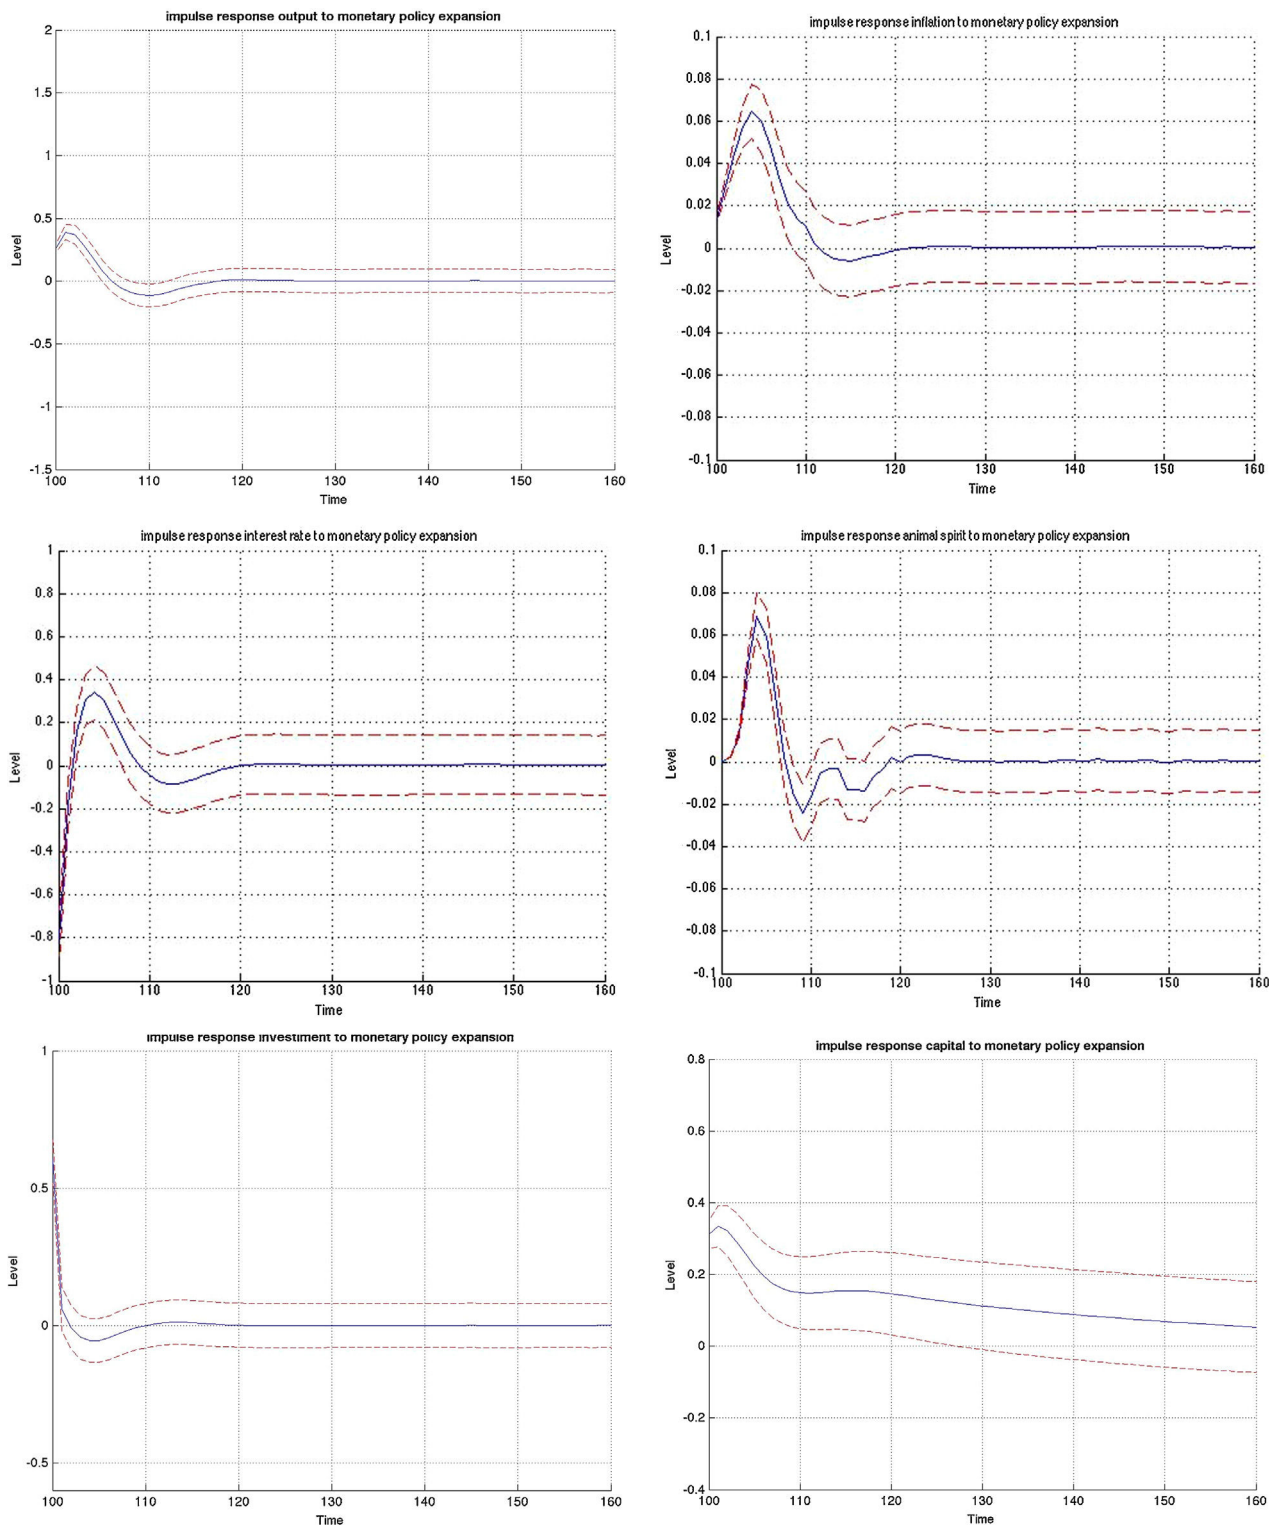 impulse response output to monetary policy expansion
2
1.5
1
0.5
0
-0.5
-1
-1.5
Level
100 110 120 130 140 150 160
Time
impulse response inflation to monetary policy expansion
0.1
0.08
0.06
0.04
0.02
0
-0.02
-0.04
-0.06
-0.08
-0.1
Level
100 110 120 130 140 150 160
Time
impulse response interest rate to monetary policy expansion
1
0.8
0.6
0.4
0.2
0
-0.2
-0.4
-0.6
-0.8
-1
Level
100 110 120 130 140 150 160
Time
impulse response animal spirit to monetary policy expansion
0.1
0.08
0.06
0.04
0.02
0
-0.02
-0.04
-0.06
-0.08
-0.1
Level
100 110 120 130 140 150 160
Time
impulse response investiment to monetary policy expansion
1
0.5
0
-0.5
Level
100 110 120 130 140 150 160
Time
impulse response capital to monetary policy expansion
0.8
0.6
0.4
0.2
0
-0.2
-0.4
Level
100 110 120 130 140 150 160
Time